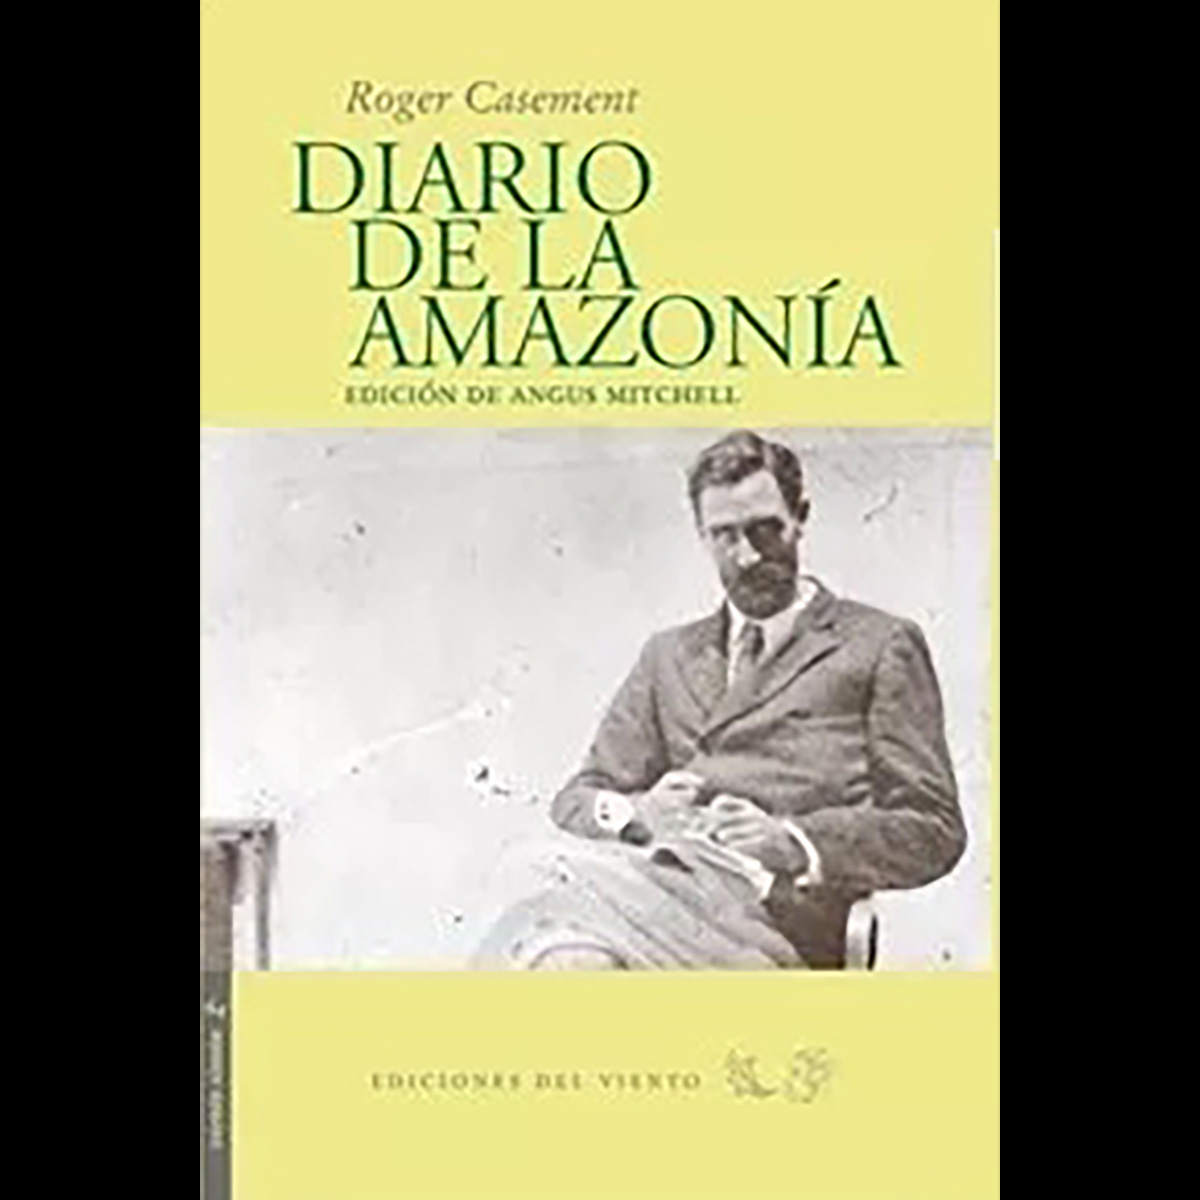 Roger Casement
DIARIO
DE LA
AMAZONÍA
EDICIÓN DE ANGUS MITCHELL
EDICIONES DEL VIENTO